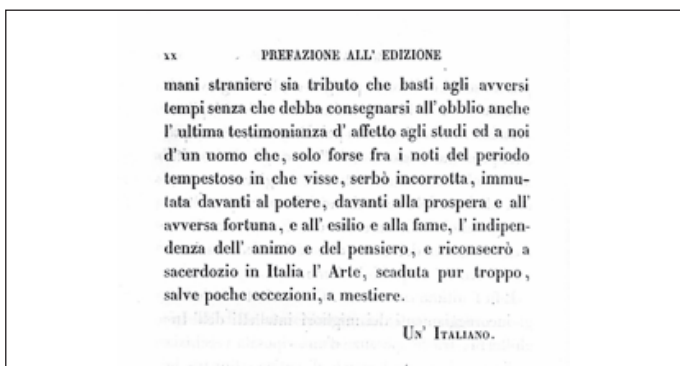 xx PREFAZIONE ALL' EDIZIONE
mani straniere sia tributo che basti agli avversi
tempi senza che debba consegnarsi all' obblio anche
l' ultima testimonianza d' affetto agli studi ed a noi
d' un uomo che, solo forse fra i noti del periodo
tempestoso in che visse, serbò incorrotta, immu-
tata davanti al potere, davanti alla prospera e all'
avversa fortuna, e all' esilio e alla fame, l' indipen-
denza dell' animo e del pensiero, e riconsecrò a
sacerdozio in Italia l' Arte, scaduta pur troppo,
salve poche eccezioni, a mestiere.
UN' ITALIANO.